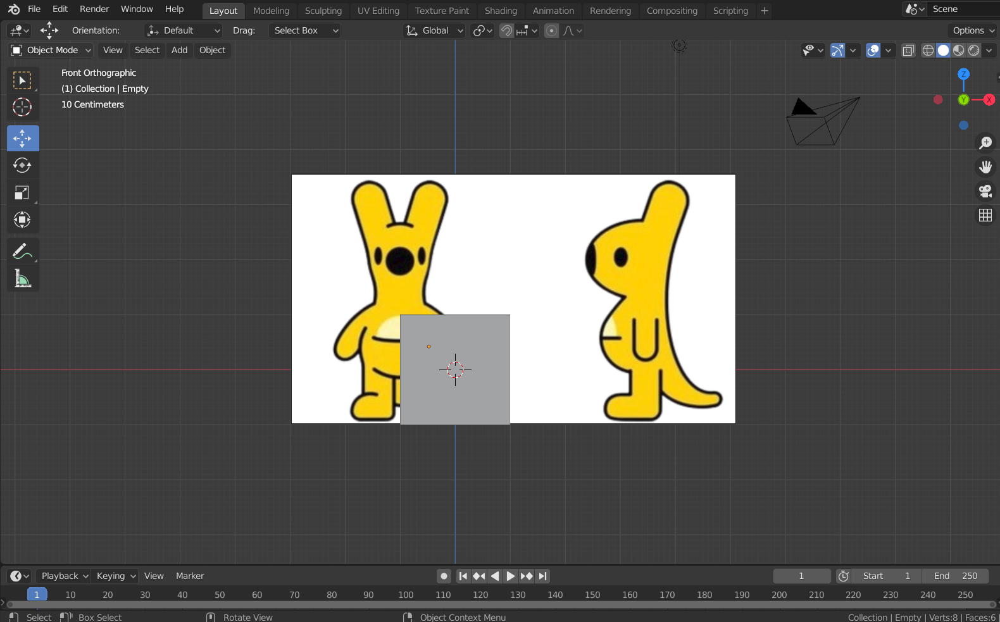 File Edit Render Window Help Layout Modeling Sculpting UV Editing Texture Paint Shading Animation Rendering Compositing Scripting + Scene
Orientation: Default Drag: Select Box Global Options
Object Mode View Select Add Object
Front Orthographic
(1) Collection | Empty
10 Centimeters
Z
Y X
Playback Keying View Marker 1 Start 1 End 250
1 10 20 30 40 50 60 70 80 90 100 110 120 130 140 150 160 170 180 190 200 210 220 230 240 250
Select Box Select Rotate View Object Context Menu Collection | Empty | Verts:8 | Faces:6 |